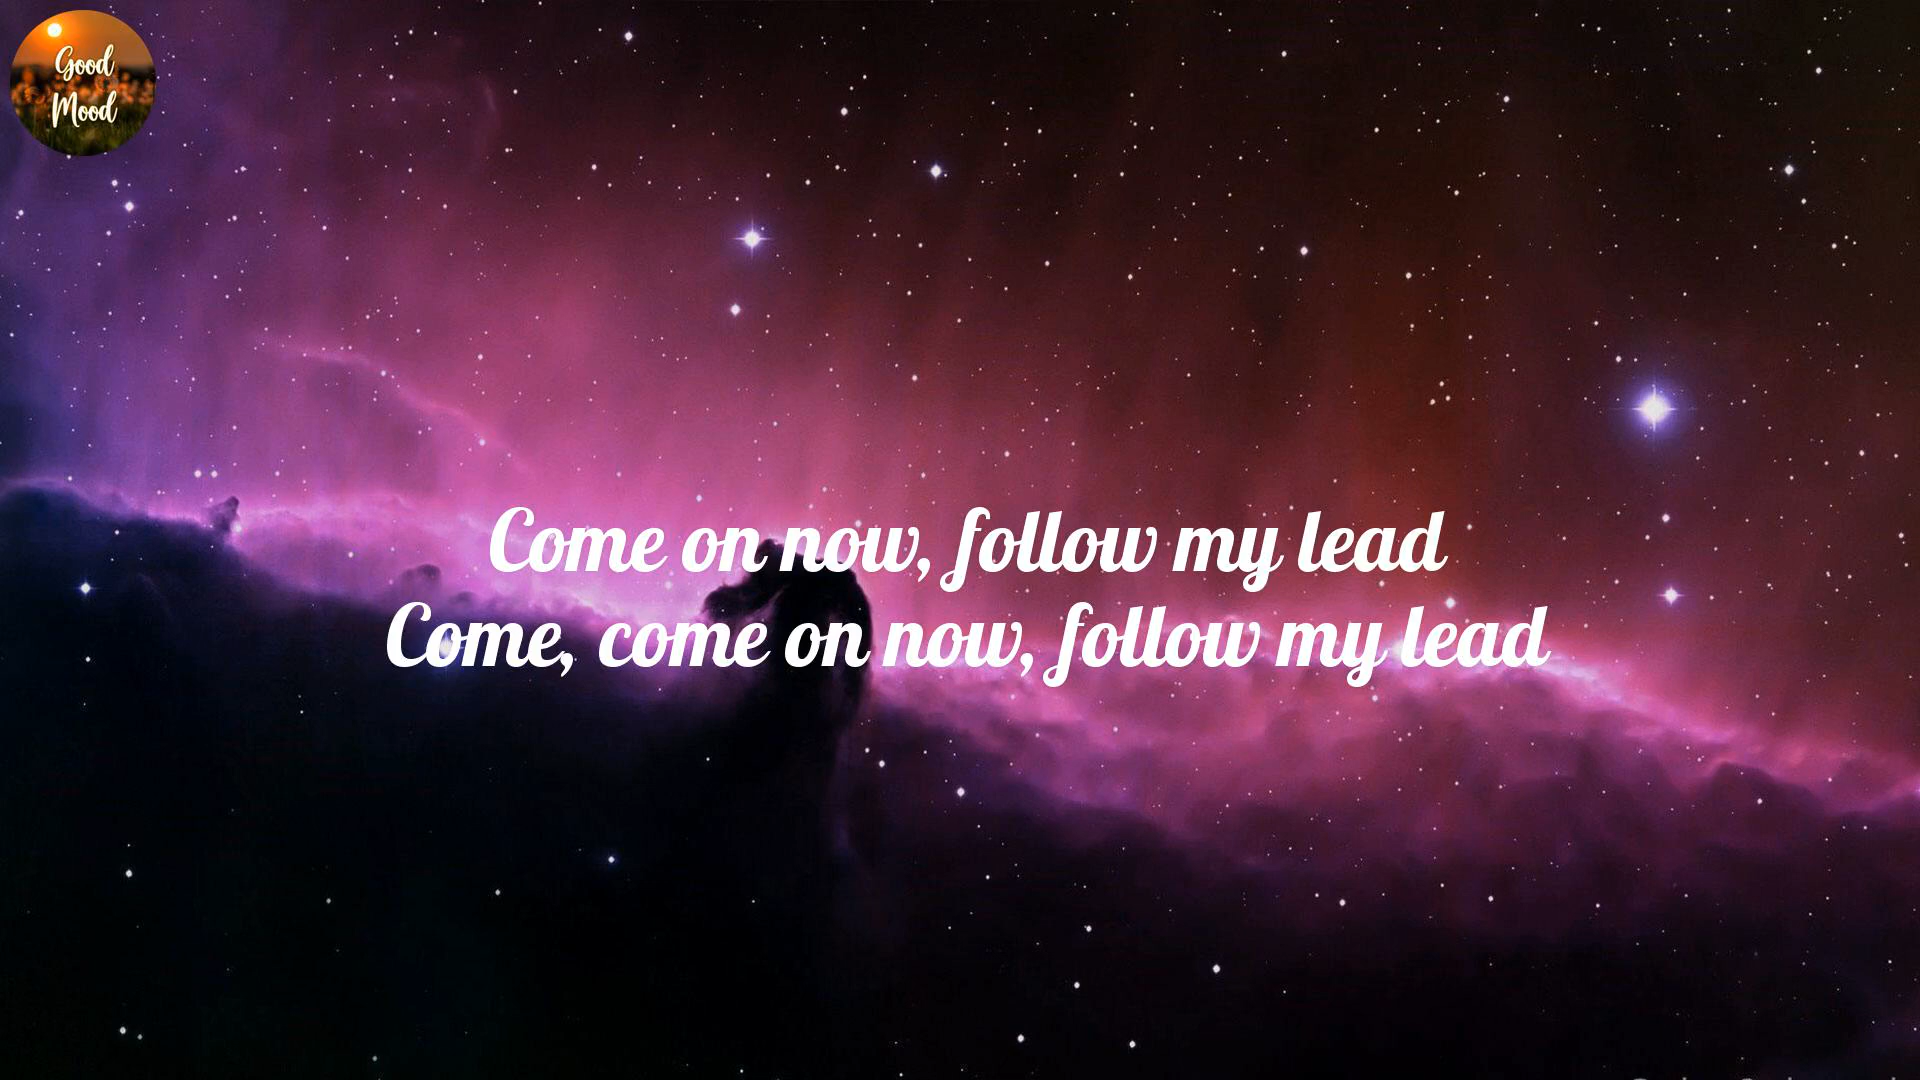 Good
Mood
Come on now, follow my lead
Come, come on now, follow my lead